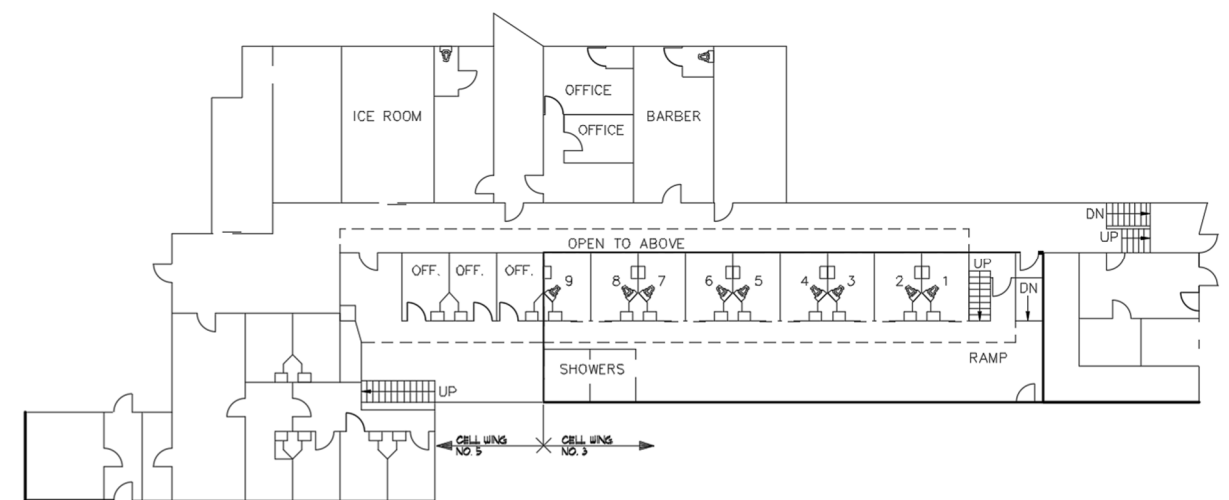 OFFICE
ICE ROOM
BARBER
OFFICE
DN
UP
OPEN TO ABOVE
OFF. OFF. OFF. 9 8 7 6 5 4 3 2 1
UP
DN
RAMP
SHOWERS
UP
CELL WING
NO. 5
CELL WING
NO. 3